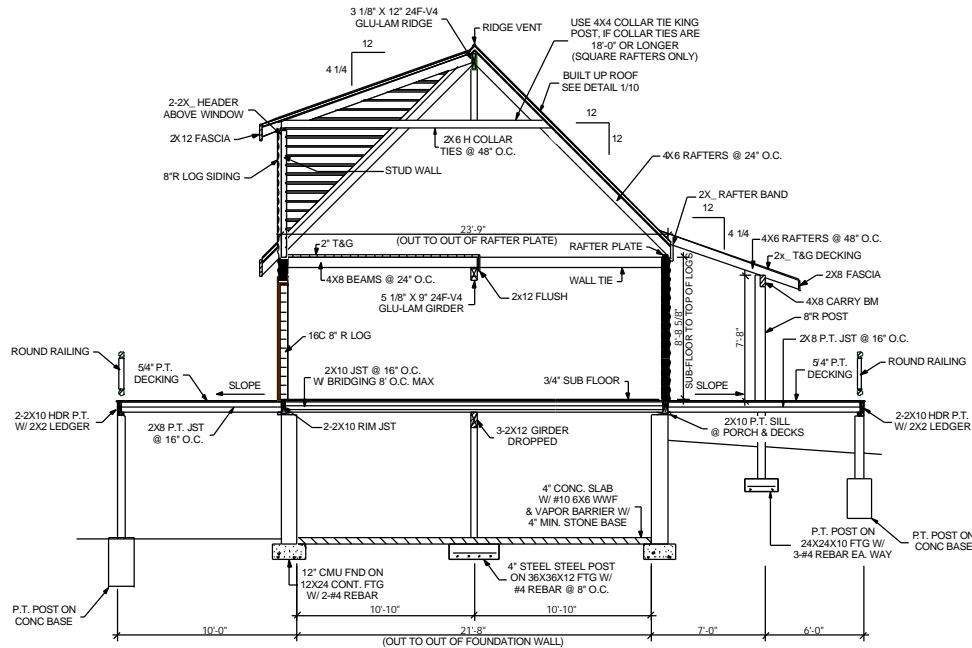 3 1/8" X 12" 24F-V4
GLU-LAM RIDGE
RIDGE VENT
USE 4X4 COLLAR TIE KING
POST, IF COLLAR TIES ARE
18'-0" OR LONGER
(SQUARE RAFTERS ONLY)
12
4 1/4
BUILT UP ROOF
SEE DETAIL 1/10
2-2X_ HEADER
ABOVE WINDOW
12
12
2X12 FASCIA
2X6 H COLLAR
TIES @ 48" O.C.
4X6 RAFTERS @ 24" O.C.
8"R LOG SIDING
STUD WALL
2X_ RAFTER BAND
12
4 1/4
23'-9"
(OUT TO OUT OF RAFTER PLATE)
2" T&G
RAFTER PLATE
4X6 RAFTERS @ 48" O.C.
2x_ T&G DECKING
4X8 BEAMS @ 24" O.C.
WALL TIE
2X8 FASCIA
5 1/8" X 9" 24F-V4
GLU-LAM GIRDER
2x12 FLUSH
4X8 CARRY BM
8"R POST
8'-8 5/8"
SUB-FLOOR TO TOP OF LOGS
7'-8"
16C 8" R LOG
2X8 P.T. JST @ 16" O.C.
ROUND RAILING
5/4" P.T.
DECKING
SLOPE
2X10 JST @ 16" O.C.
W BRIDGING 8' O.C. MAX
3/4" SUB FLOOR
SLOPE
5/4" P.T.
DECKING
ROUND RAILING
2-2X10 HDR P.T.
W/ 2X2 LEDGER
2X8 P.T. JST
@ 16" O.C.
2-2X10 RIM JST
3-2X12 GIRDER
DROPPED
2X10 P.T. SILL
@ PORCH & DECKS
2-2X10 HDR P.T.
W/ 2X2 LEDGER
4" CONC. SLAB
W/ #10 6X6 WWF
& VAPOR BARRIER W/
4" MIN. STONE BASE
P.T. POST ON
24X24X10 FTG W/
3-#4 REBAR EA. WAY
P.T. POST ON
CONC BASE
12" CMU FND ON
12X24 CONT. FTG
W/ 2-#4 REBAR
4" STEEL STEEL POST
ON 36X36X12 FTG W/
#4 REBAR @ 8" O.C.
P.T. POST ON
CONC BASE
10'-10"
10'-10"
10'-0"
21'-8"
7'-0"
6'-0"
(OUT TO OUT OF FOUNDATION WALL)